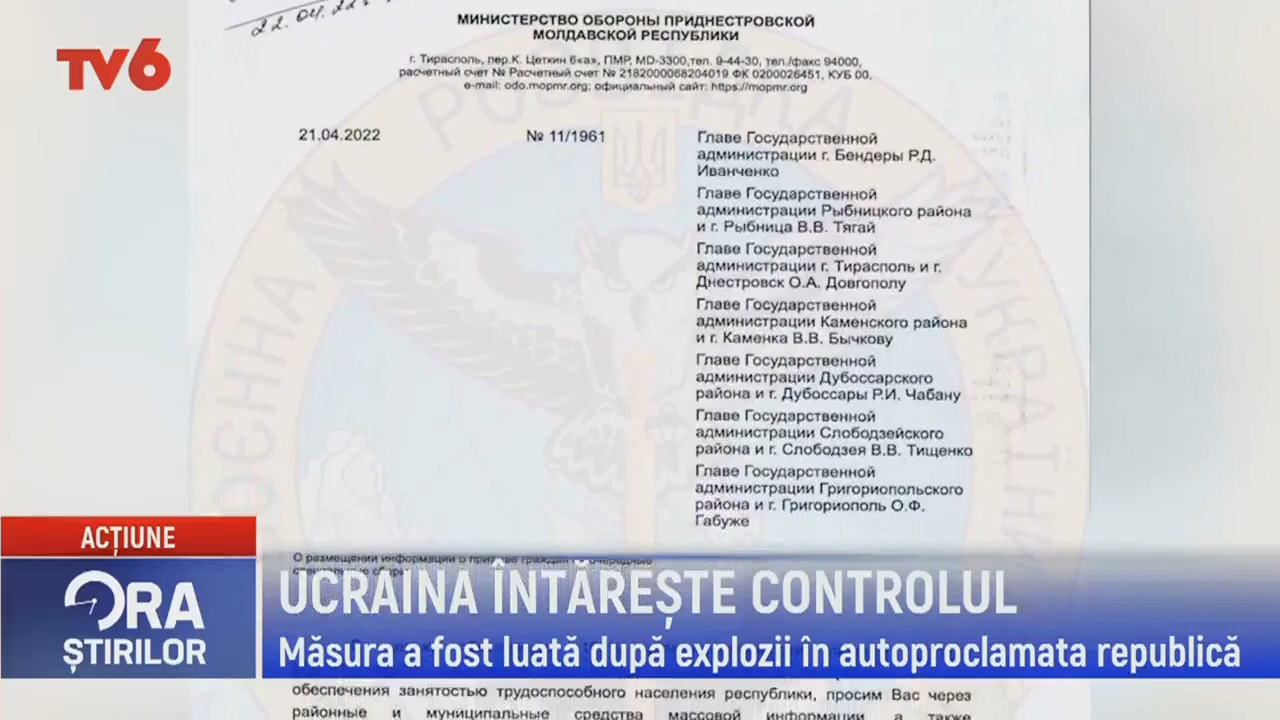 22.04.22
TV6
МИНИСТЕРСТВО ОБОРОНЫ ПРИДНЕСТРОВСКОЙ
МОЛДАВСКОЙ РЕСПУБЛИКИ
г. Тирасполь, пер.К. Цеткин 6«а», ПМР, MD-3300,тел. 9-44-30, тел./факс 94000,
расчетный счет № Расчетный счет № 2182000068204019 ФК 0200026451, КУБ 00,
e-mail: odo.mopmr.org; официальный сайт: https://mopmr.org
21.04.2022
№ 11/1961
Главе Государственной
администрации г. Бендеры Р.Д.
Иванченко
Главе Государственной
администрации Рыбницкого района
и г. Рыбница В.В. Тягай
Главе Государственной
администрации г. Тирасполь и г.
Днестровск О.А. Довгополу
Главе Государственной
администрации Каменского района
и г. Каменка В.В. Бычкову
Главе Государственной
администрации Дубоссарского
района и г. Дубоссары Р.И. Чабану
Главе Государственной
администрации Слободзейского
района и г. Слободзея В.В. Тищенко
Главе Государственной
администрации Григориопольского
района и г. Григориополь О.Ф.
Габуже
ВОЄННА РОЗВІДКА УКРАЇНИ
О размещении информации о
ACȚIUNE
ORA
ȘTIRILOR
UCRAINA ÎNTĂREȘTE CONTROLUL
Măsura a fost luată după explozii în autoproclamata republică
обеспечения занятостью трудоспособного населения республики, просим Вас через
районные и муниципальные средства массовой информации, а также